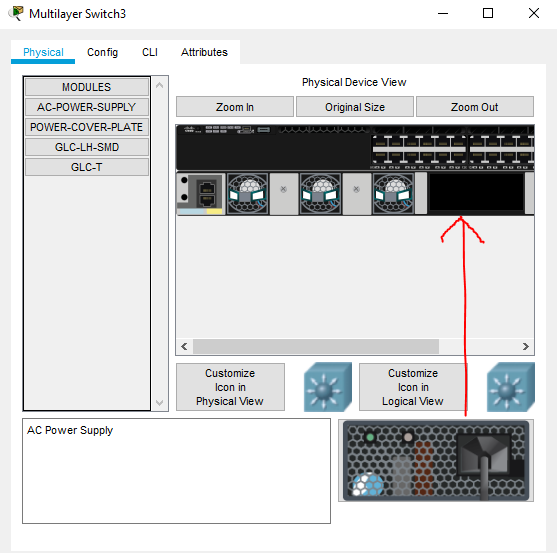 Multilayer Switch3
Physical
Config
CLI
Attributes
MODULES
AC-POWER-SUPPLY
POWER-COVER-PLATE
GLC-LH-SMD
GLC-T
Physical Device View
Zoom In
Original Size
Zoom Out
Customize
Icon in
Physical View
Customize
Icon in
Logical View
AC Power Supply